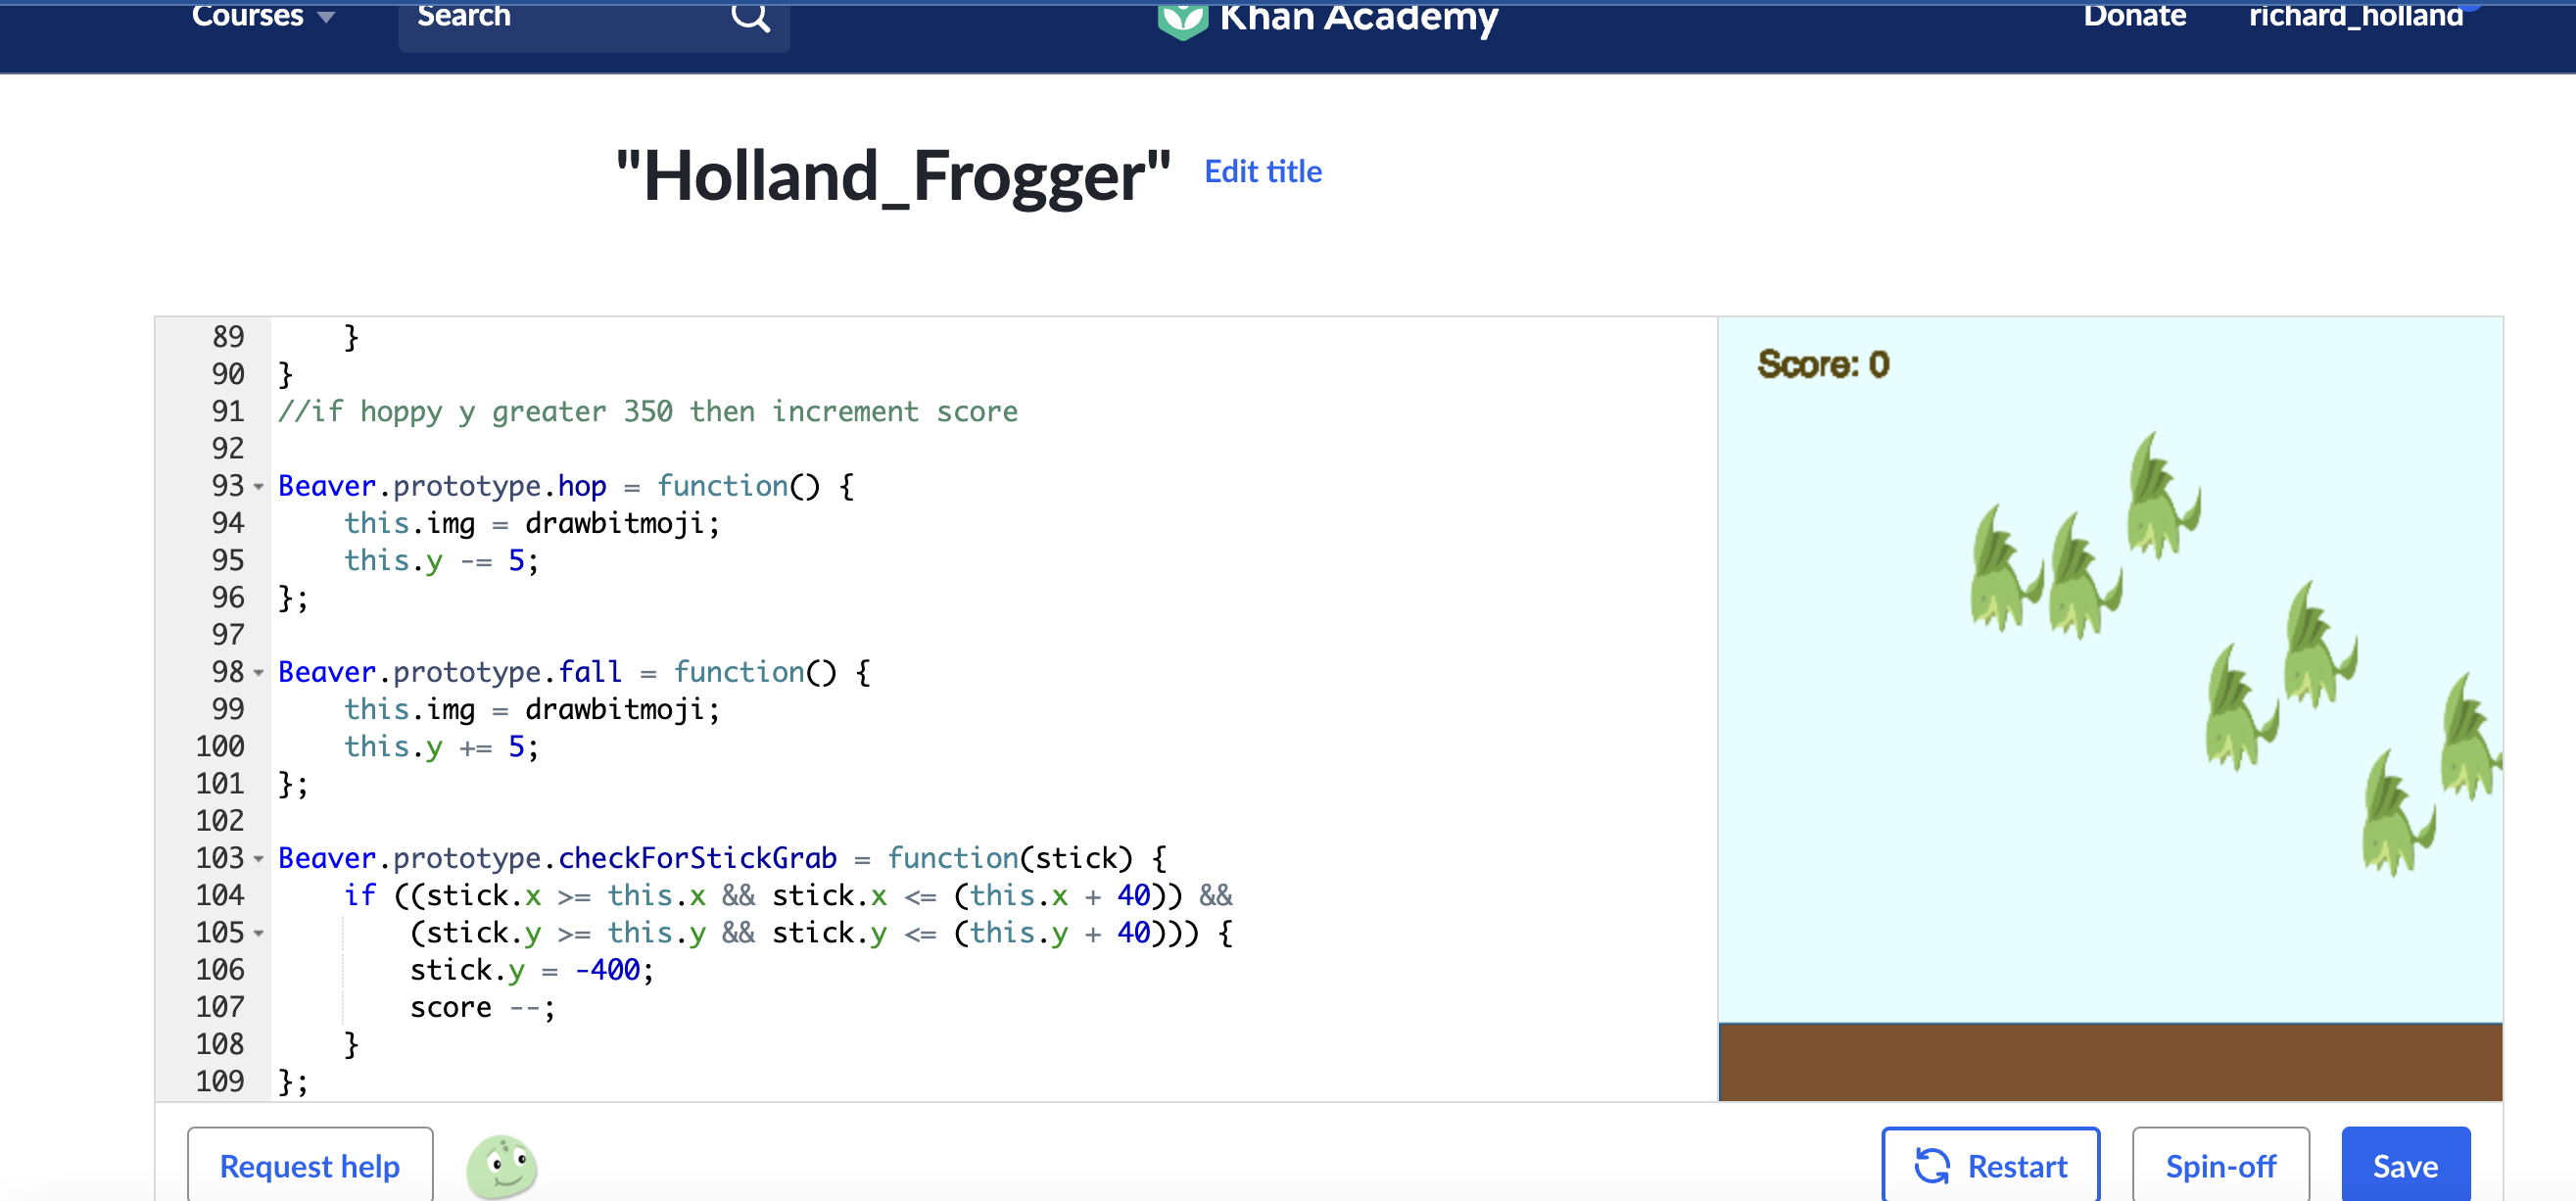 Courses
Search
Khan Academy
Donate
richard_holland
"Holland_Frogger"
Edit title
89     }
90 }
91 //if hoppy y greater 350 then increment score
92
93 Beaver.prototype.hop = function() {
94     this.img = drawbitmoji;
95     this.y -= 5;
96 };
97
98 Beaver.prototype.fall = function() {
99     this.img = drawbitmoji;
100     this.y += 5;
101 };
102
103 Beaver.prototype.checkForStickGrab = function(stick) {
104     if ((stick.x >= this.x && stick.x <= (this.x + 40)) &&
105         (stick.y >= this.y && stick.y <= (this.y + 40))) {
106         stick.y = -400;
107         score --;
108     }
109 };
Score: 0
Request help
Restart
Spin-off
Save